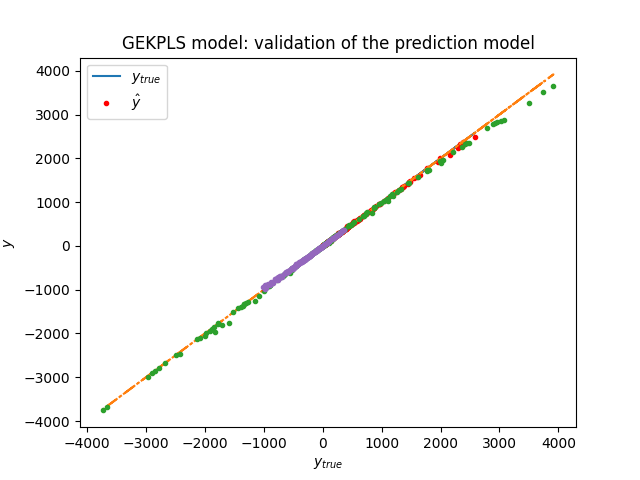 GEKPLS model: validation of the prediction model
y_{true}
ŷ
4000
3000
2000
1000
0
−1000
−2000
−3000
−4000
y
−4000 −3000 −2000 −1000 0 1000 2000 3000 4000
y_{true}